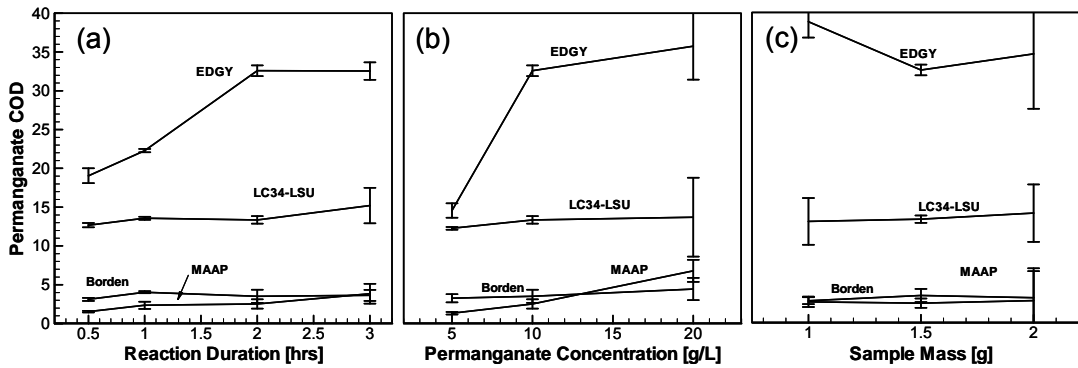 (a)
EDGY
LC34-LSU
Borden
MAAP
Permanganate COD
40
35
30
25
20
15
10
5
0
0.5
1
1.5
2
2.5
3
Reaction Duration [hrs]
(b)
EDGY
LC34-LSU
MAAP
Borden
5
10
15
20
Permanganate Concentration [g/L]
(c)
EDGY
LC34-LSU
MAAP
Borden
1
1.5
2
Sample Mass [g]